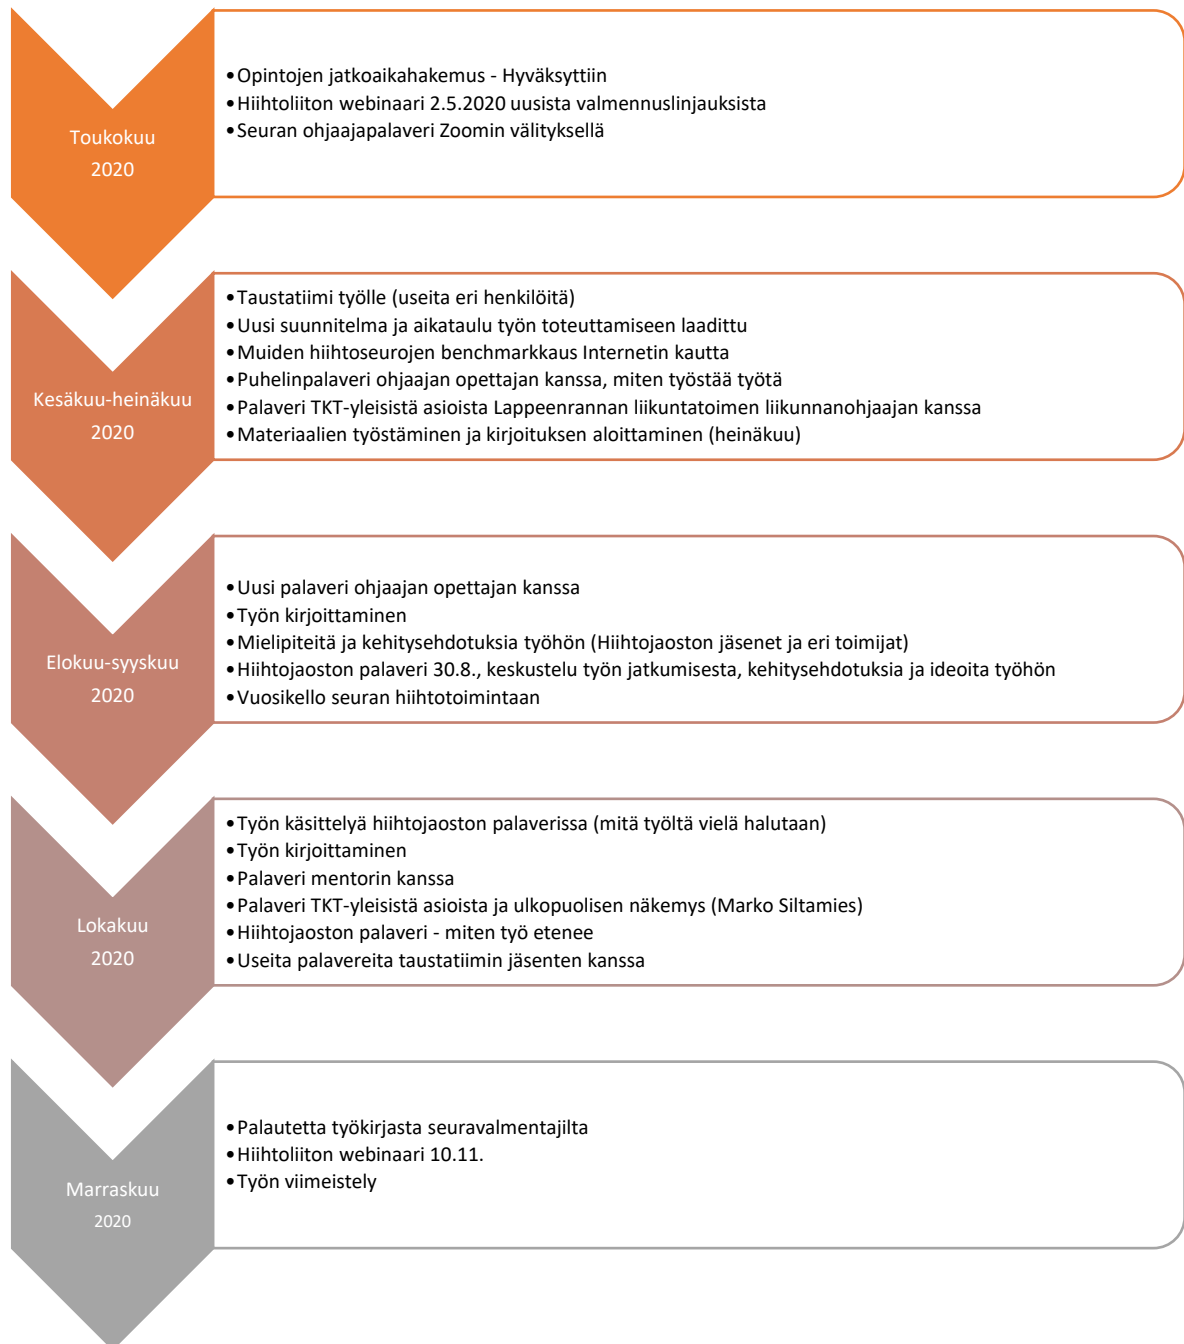 Toukokuu
2020
•Opintojen jatkoaikahakemus - Hyväksyttiin
•Hiihtoliiton webinaari 2.5.2020 uusista valmennuslinjauksista
•Seuran ohjaajapalaveri Zoomin välityksellä
Kesäkuu-heinäkuu
2020
•Taustatiimi työlle (useita eri henkilöitä)
•Uusi suunnitelma ja aikataulu työn toteuttamiseen laadittu
•Muiden hiihtoseurojen benchmarkkaus Internetin kautta
•Puhelinpalaveri ohjaajan opettajan kanssa, miten työstää työtä
•Palaveri TKT-yleisistä asioista Lappeenrannan liikuntatoimen liikunnanohjaajan kanssa
•Materiaalien työstäminen ja kirjoituksen aloittaminen (heinäkuu)
Elokuu-syyskuu
2020
•Uusi palaveri ohjaajan opettajan kanssa
•Työn kirjoittaminen
•Mielipiteitä ja kehitysehdotuksia työhön (Hiihtojaoston jäsenet ja eri toimijat)
•Hiihtojaoston palaveri 30.8., keskustelu työn jatkumisesta, kehitysehdotuksia ja ideoita työhön
•Vuosikello seuran hiihtotoimintaan
Lokakuu
2020
•Työn käsittelyä hiihtojaoston palaverissa (mitä työltä vielä halutaan)
•Työn kirjoittaminen
•Palaveri mentorin kanssa
•Palaveri TKT-yleisistä asioista ja ulkopuolisen näkemys (Marko Siltamies)
•Hiihtojaoston palaveri - miten työ etenee
•Useita palavereita taustatiimin jäsenten kanssa
Marraskuu
2020
•Palautetta työkirjasta seuravalmentajilta
•Hiihtoliiton webinaari 10.11.
•Työn viimeistely